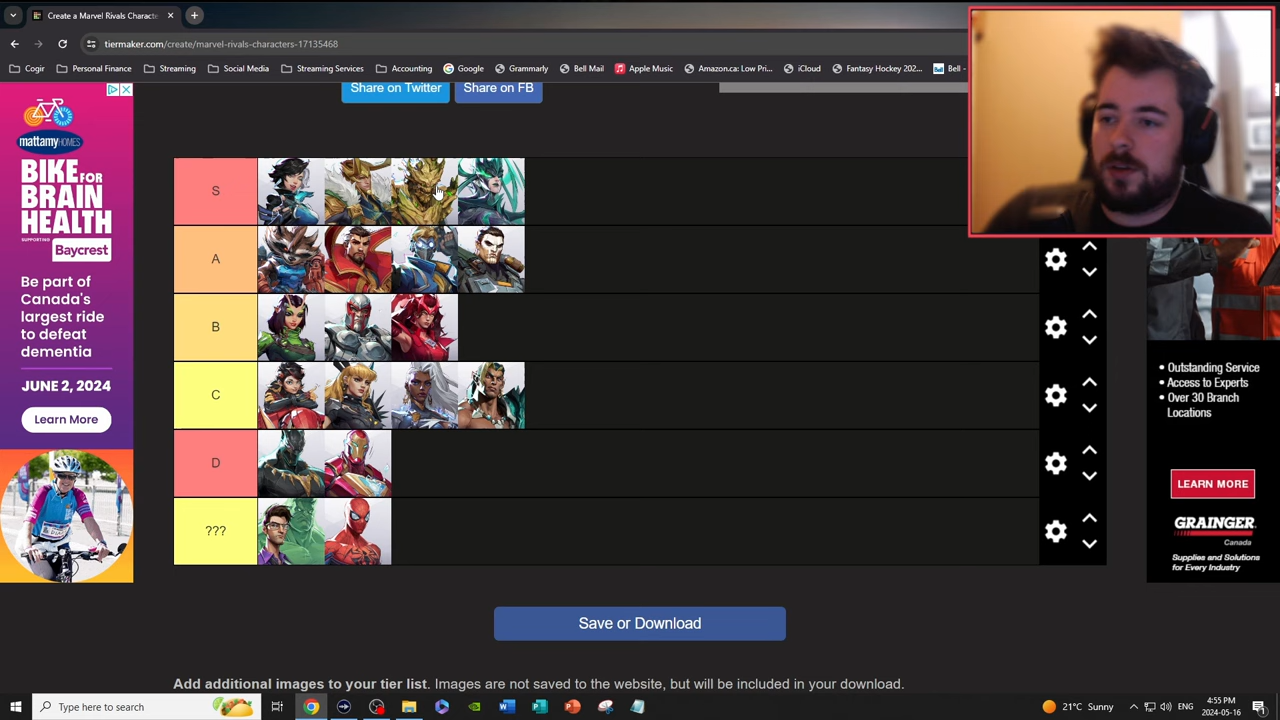 Create a Marvel Rivals Characte
tiermaker.com/create/marvel-rivals-characters-17135468
Cogir
Personal Finance
Streaming
Social Media
Streaming Services
Accounting
Google
Grammarly
Bell Mail
Apple Music
Amazon.ca: Low Pri...
iCloud
Fantasy Hockey 202...
Bell -
Share on Twitter
Share on FB
mattamyHOMES
BIKE FOR
BRAIN
HEALTH
SUPPORTING
Baycrest
Be part of
Canada's
largest ride
to defeat
dementia
JUNE 2, 2024
Learn More
S
A
B
C
D
???
• Outstanding Service
• Access to Experts
• Over 30 Branch
Locations
LEARN MORE
GRAINGER
Canada
Supplies and Solutions
for Every Industry
Save or Download
Add additional images to your tier list. Images are not saved to the website, but will be included in your download.
Type here to search
21°C Sunny
ENG
4:55 PM
2024-05-16